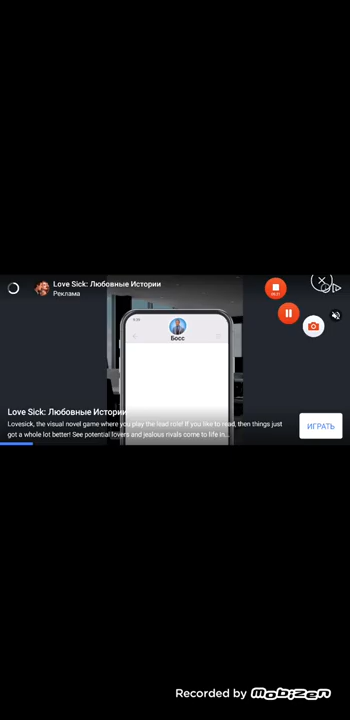 Love Sick: Любовные Истории
Реклама
Босс
Love Sick: Любовные Истории
Lovesick, the visual novel game where you play the lead role! If you like to read, then things just
got a whole lot better! See potential lovers and jealous rivals come to life in...
ИГРАТЬ
Recorded by MOBIZEN